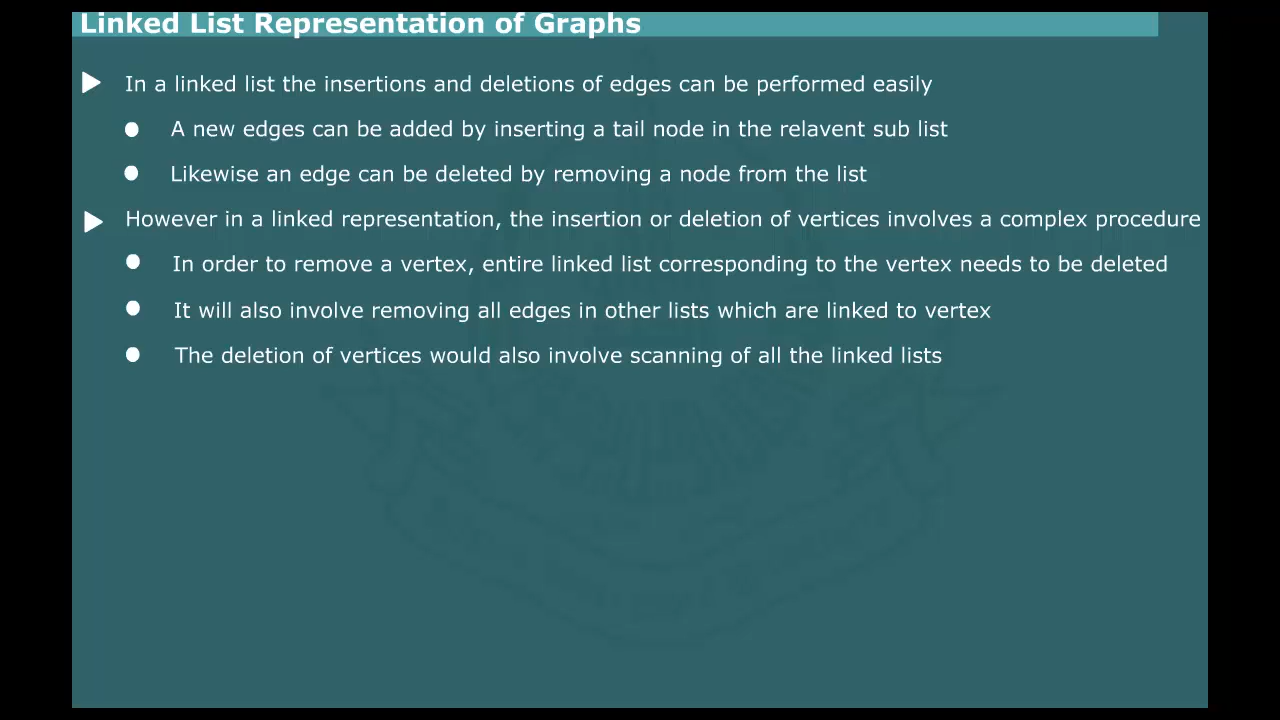 Linked List Representation of Graphs
In a linked list the insertions and deletions of edges can be performed easily
A new edges can be added by inserting a tail node in the relavent sub list
Likewise an edge can be deleted by removing a node from the list
However in a linked representation, the insertion or deletion of vertices involves a complex procedure
In order to remove a vertex, entire linked list corresponding to the vertex needs to be deleted
It will also involve removing all edges in other lists which are linked to vertex
The deletion of vertices would also involve scanning of all the linked lists